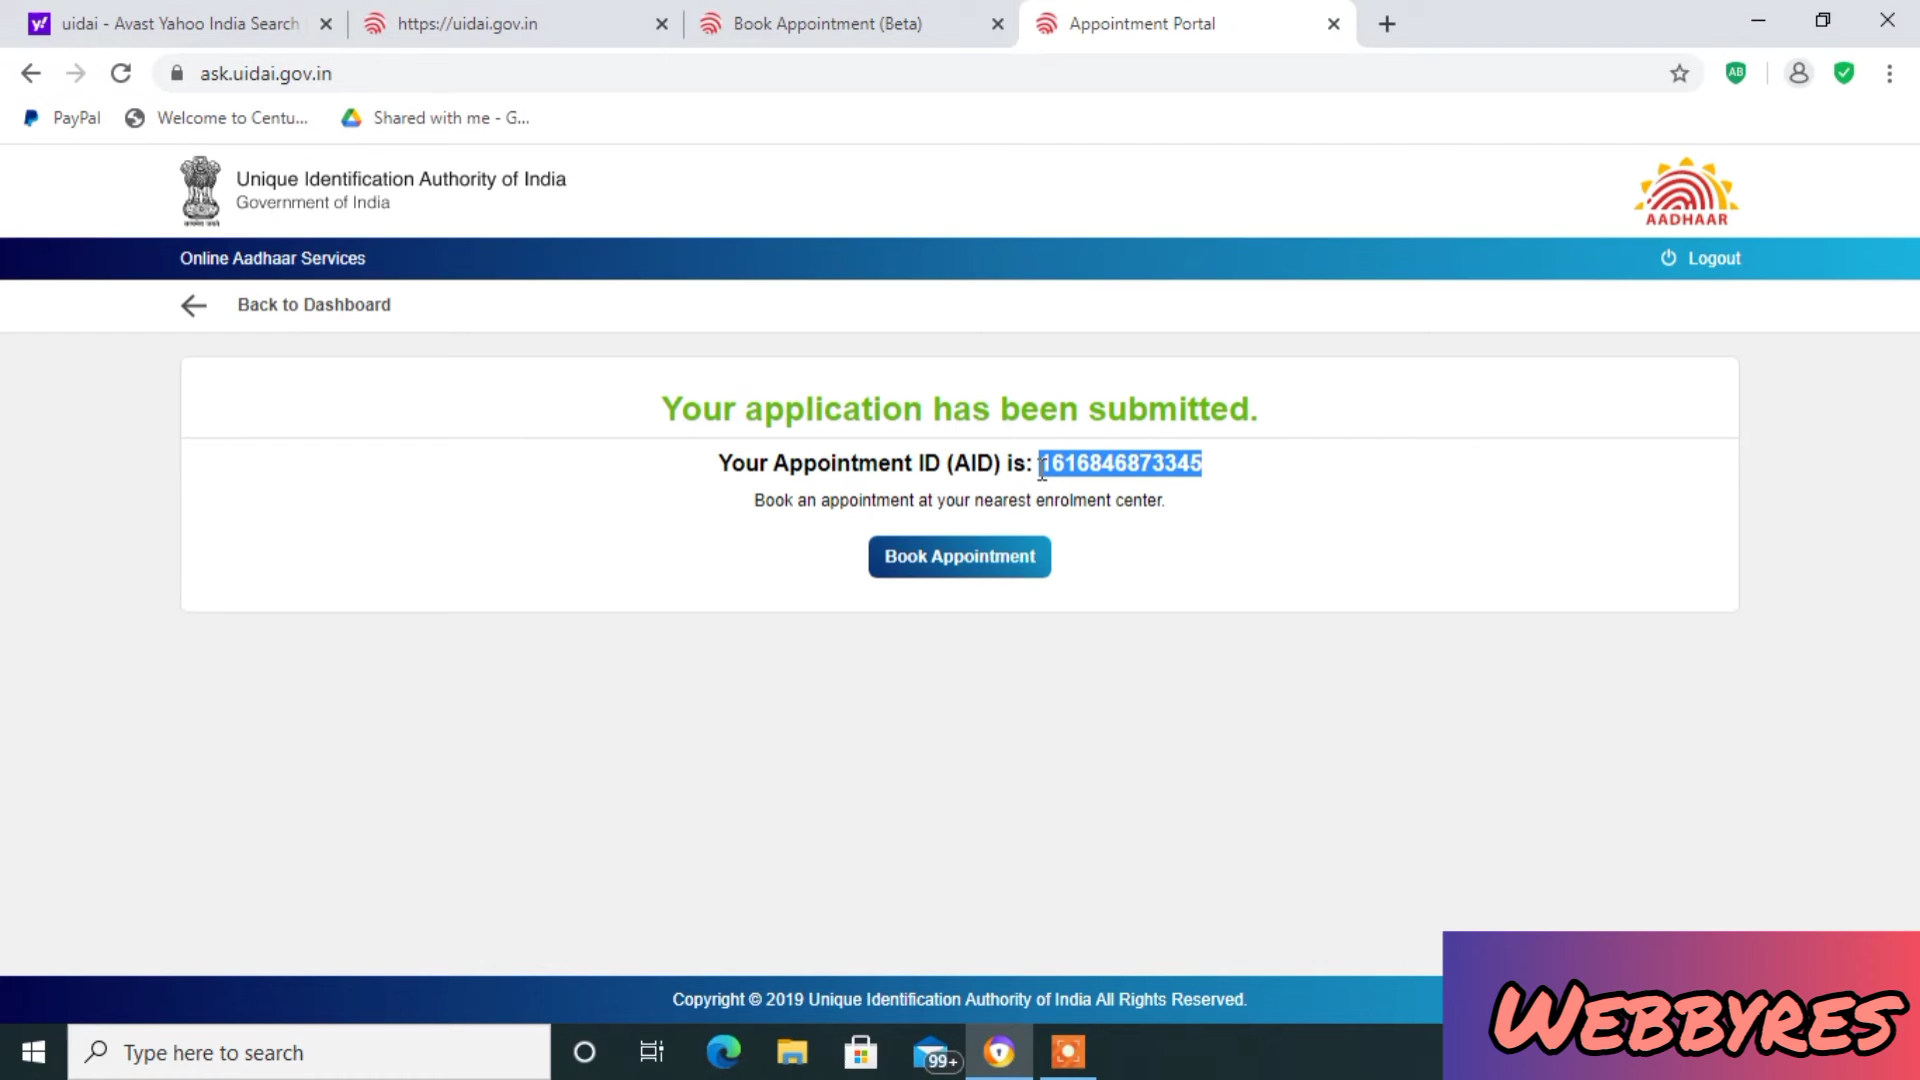 uidai - Avast Yahoo India Search
https://uidai.gov.in
Book Appointment (Beta)
Appointment Portal
ask.uidai.gov.in
AB
PayPal
Welcome to Centu...
Shared with me - G...
Unique Identification Authority of India
Government of India
AADHAAR
Online Aadhaar Services
Logout
Back to Dashboard
Your application has been submitted.
Your Appointment ID (AID) is: 1616846873345
Book an appointment at your nearest enrolment center.
Book Appointment
Copyright © 2019 Unique Identification Authority of India All Rights Reserved.
WEBBYRES
Type here to search
99+